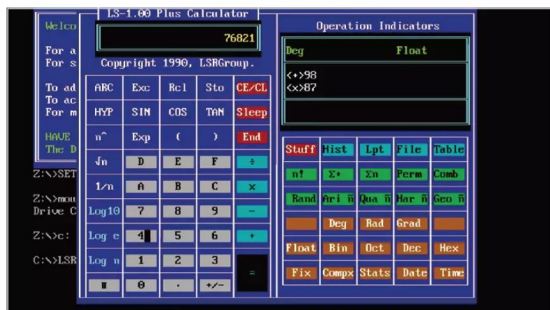 Welco
For a
For s
To ad
To ac
For m
HAVE
The D
Z:\>SET
Z:\>mou
Drive C
Z:\>c:
C:\>LSR
LS-1.00 Plus Calculator
76821
Copyright 1990, LSRGroup.
ARC Exc Rcl Sto CE/CL
HYP SIN COS TAN Sleep
n^ Exp ( ) End
√n D E F ÷
1/n A B C x
Log10 7 8 9 -
Log e 4 5 6 +
Log n 1 2 3 =
π 0 . +/-
Operation Indicators
Deg Float
<+>98
<x>87
Stuff Hist Lpt File Table
n! Σ+ Σn Perm Comb
Rand Ari ñ Qua ñ Har ñ Geo ñ
Deg Rad Grad
Float Bin Oct Dec Hex
Fix Compx Stats Date Time